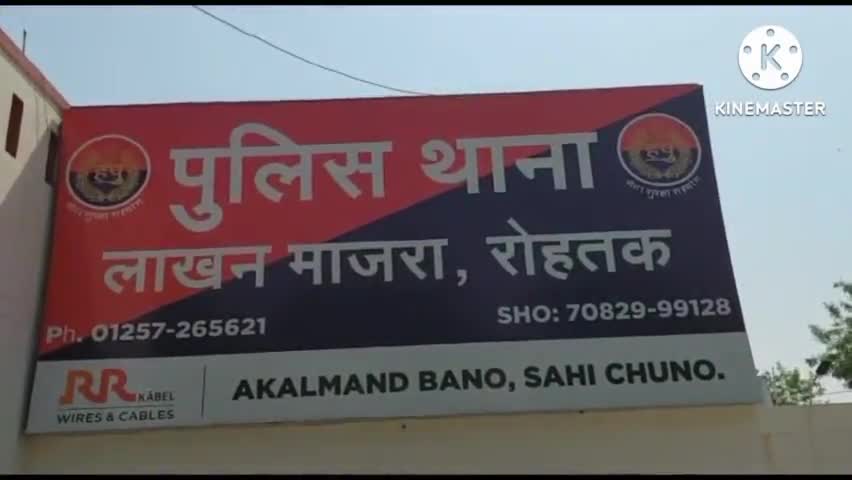 KINEMASTER
पुलिस थाना
लाखन माजरा, रोहतक
Ph. 01257-265621
SHO: 70829-99128
RR KABEL
WIRES & CABLES
AKALMAND BANO, SAHI CHUNO.